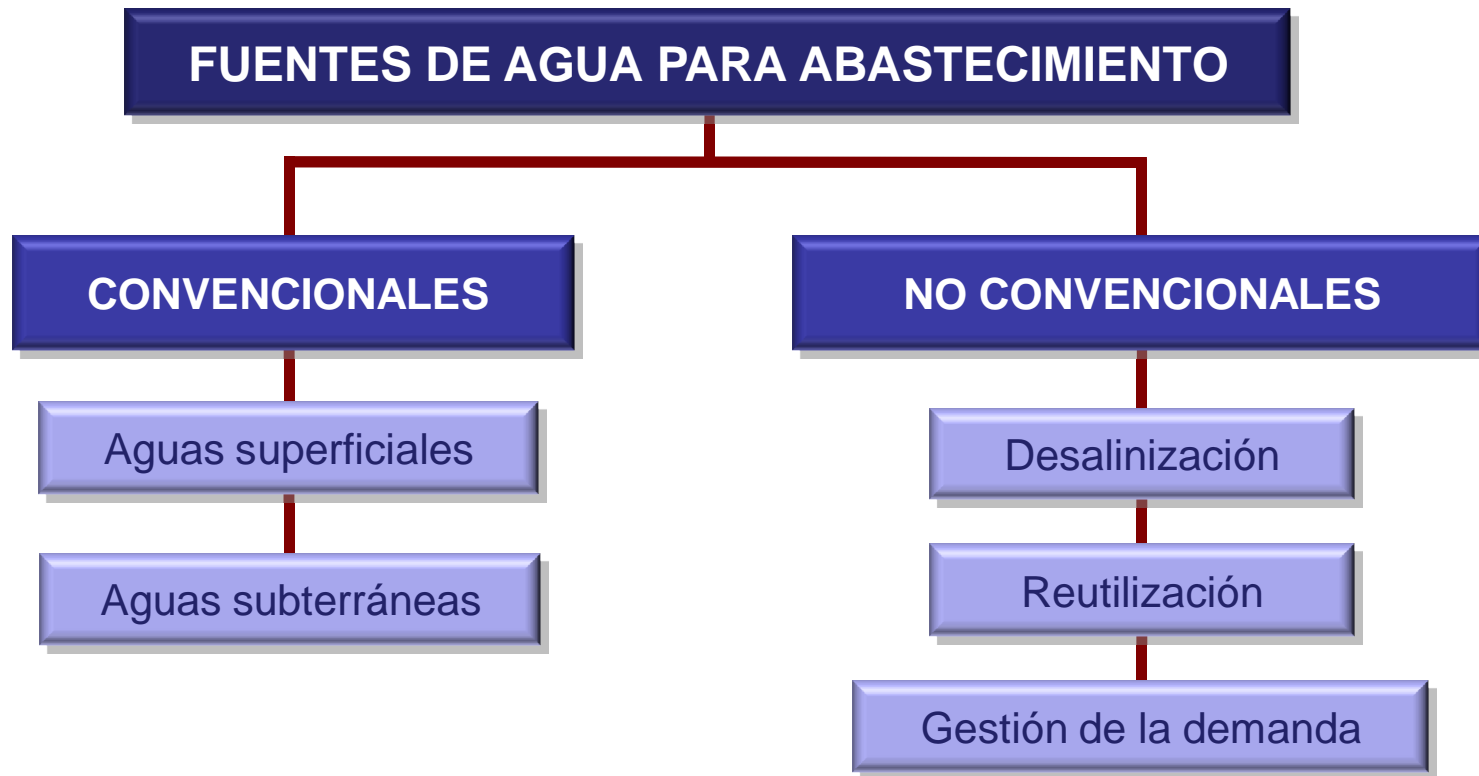 FUENTES DE AGUA PARA ABASTECIMIENTO
CONVENCIONALES
Aguas superficiales
Aguas subterráneas
NO CONVENCIONALES
Desalinización
Reutilización
Gestión de la demanda